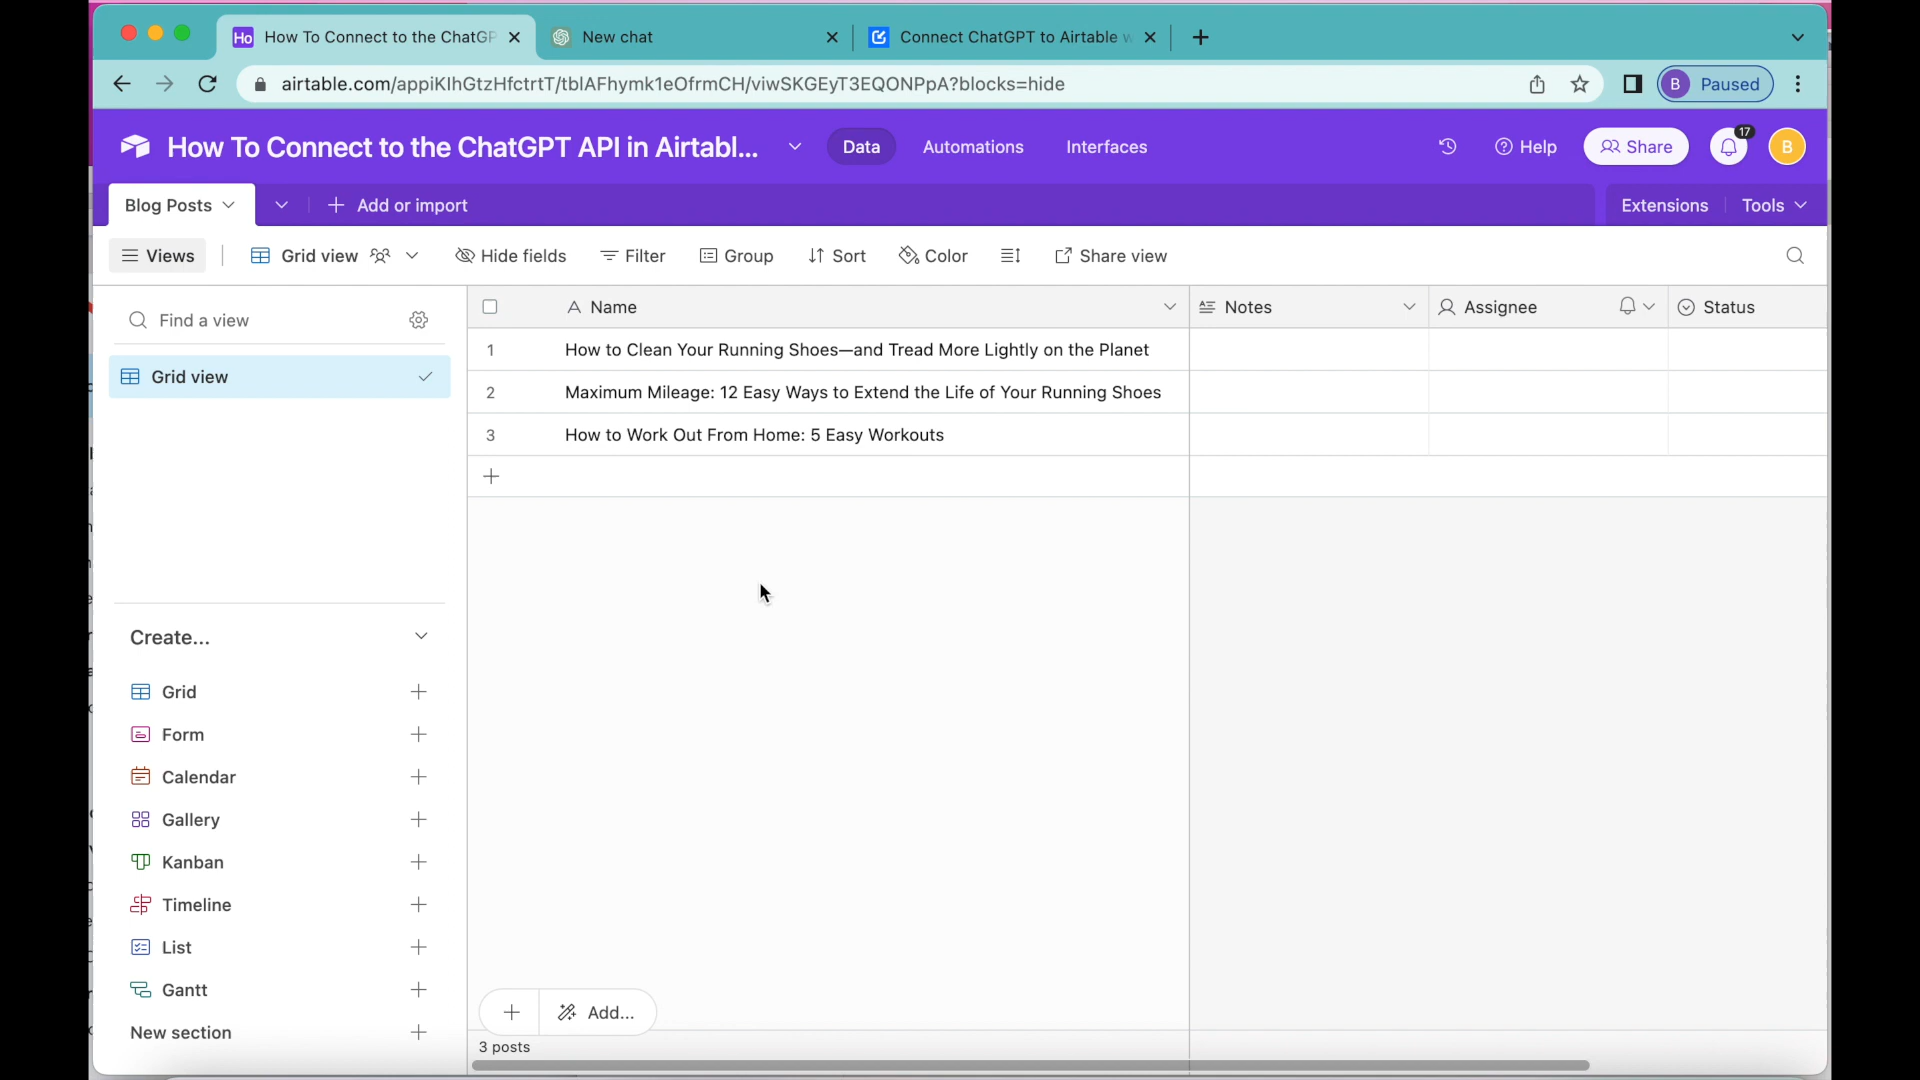 Ho How To Connect to the ChatGP
New chat
Connect ChatGPT to Airtable w
airtable.com/appiKIhGtzHfctrtT/tblAFhymk1eOfrmCH/viwSKGEyT3EQONPpA?blocks=hide
B Paused
How To Connect to the ChatGPT API in Airtabl...
Data
Automations
Interfaces
Help
Share
17
B
Blog Posts
Add or import
Extensions
Tools
Views
Grid view
Hide fields
Filter
Group
Sort
Color
Share view
Find a view
Grid view
Name
Notes
Assignee
Status
1 How to Clean Your Running Shoes—and Tread More Lightly on the Planet
2 Maximum Mileage: 12 Easy Ways to Extend the Life of Your Running Shoes
3 How to Work Out From Home: 5 Easy Workouts
Create...
Grid
Form
Calendar
Gallery
Kanban
Timeline
List
Gantt
New section
Add...
3 posts